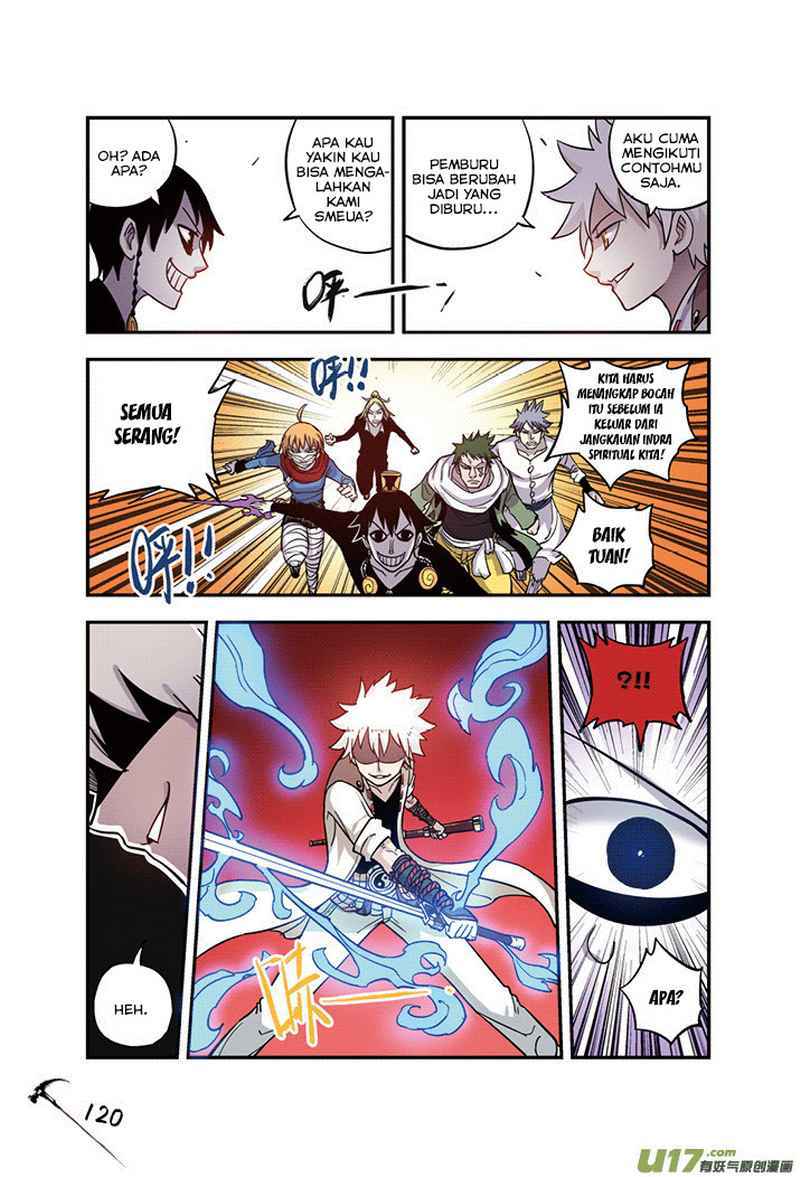 OH? ADA
APA?
APA KAU
YAKIN KAU
BISA MENGA-
LAHKAN
KAMI
SMEUA?
PEMBURU
BISA BERUBAH
JADI YANG
DIBURU...
AKU CUMA
MENGIKUTI
CONTOHMU
SAJA.
呼——
SEMUA
SERANG!
呼!!
KITA HARUS
MENANGKAP BOCAH
ITU SEBELUM IA
KELUAR DARI
JANGKAUAN INDRA
SPIRITUAL KITA!
呼!!
BAIK
TUAN!
HEH.
?!!
APA?
120
U17.com
有妖气原创漫画